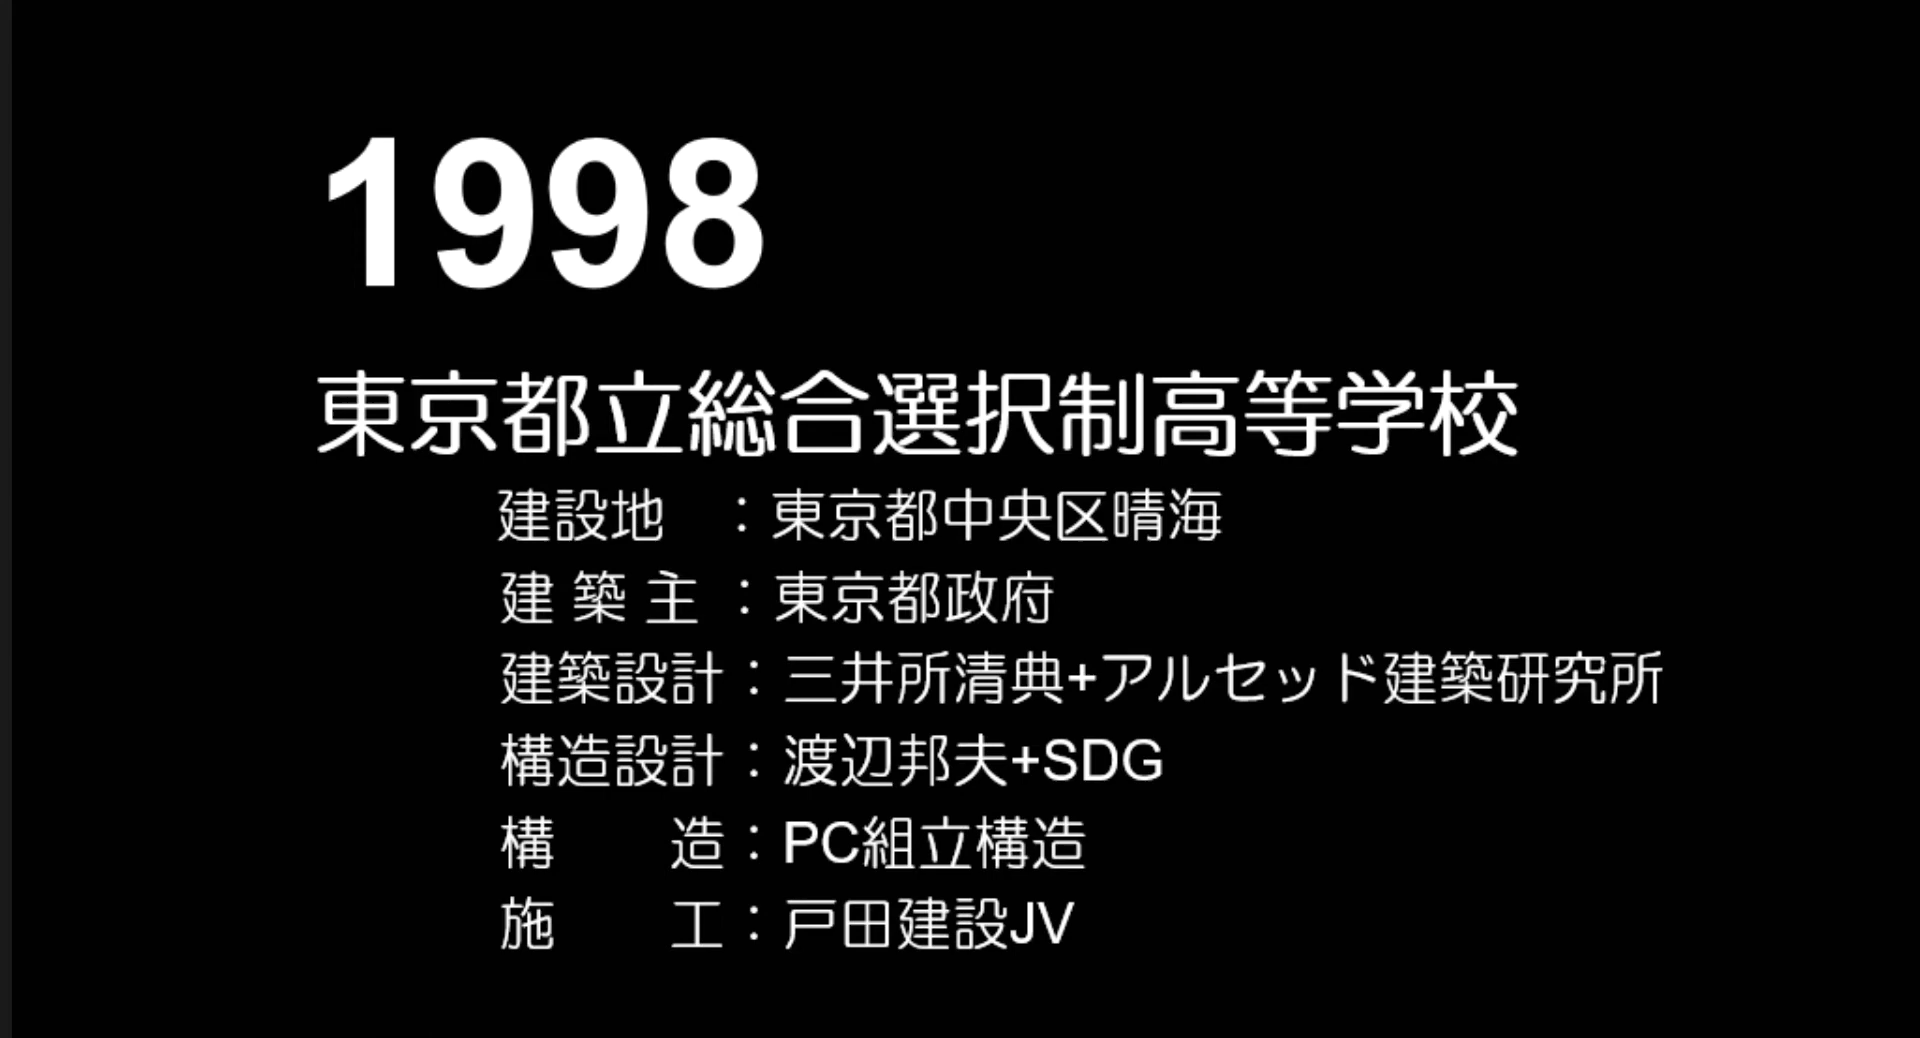 1998
東京都立総合選択制高等学校
建設地　：東京都中央区晴海
建 築 主 ：東京都政府
建築設計：三井所清典+アルセッド建築研究所
構造設計：渡辺邦夫+SDG
構　　造：PC組立構造
施　　工：戸田建設JV